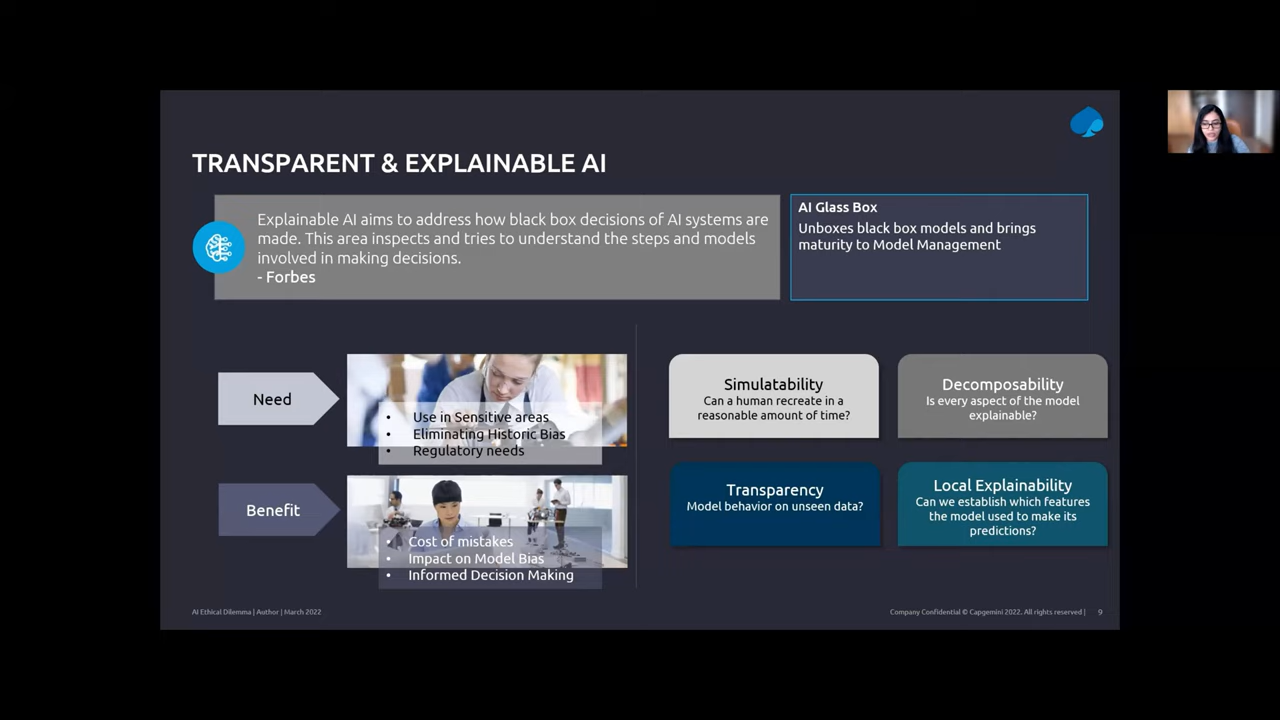 TRANSPARENT & EXPLAINABLE AI
Explainable AI aims to address how black box decisions of AI systems are
made. This area inspects and tries to understand the steps and models
involved in making decisions.
- Forbes
AI Glass Box
Unboxes black box models and brings
maturity to Model Management
Need
• Use in Sensitive areas
• Eliminating Historic Bias
• Regulatory needs
Benefit
• Cost of mistakes
• Impact on Model Bias
• Informed Decision Making
Simulatability
Can a human recreate in a
reasonable amount of time?
Decomposability
Is every aspect of the model
explainable?
Transparency
Model behavior on unseen data?
Local Explainability
Can we establish which features
the model used to make its
predictions?
AI Ethical Dilemma | Author | March 2022
Company Confidential © Capgemini 2022. All rights reserved | 9